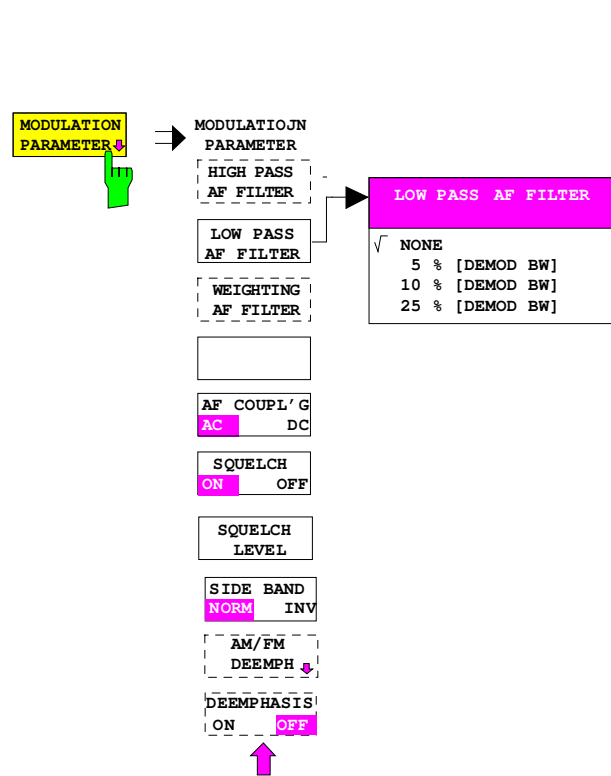 MODULATION
PARAMETER
MODULATIOJN
PARAMETER
HIGH PASS
AF FILTER
LOW PASS
AF FILTER
WEIGHTING
AF FILTER
AF COUPL'G
AC DC
SQUELCH
ON OFF
SQUELCH
LEVEL
SIDE BAND
NORM INV
AM/FM
DEEMPH
DEEMPHASIS
ON OFF
LOW PASS AF FILTER
√ NONE
5 % [DEMOD BW]
10 % [DEMOD BW]
25 % [DEMOD BW]